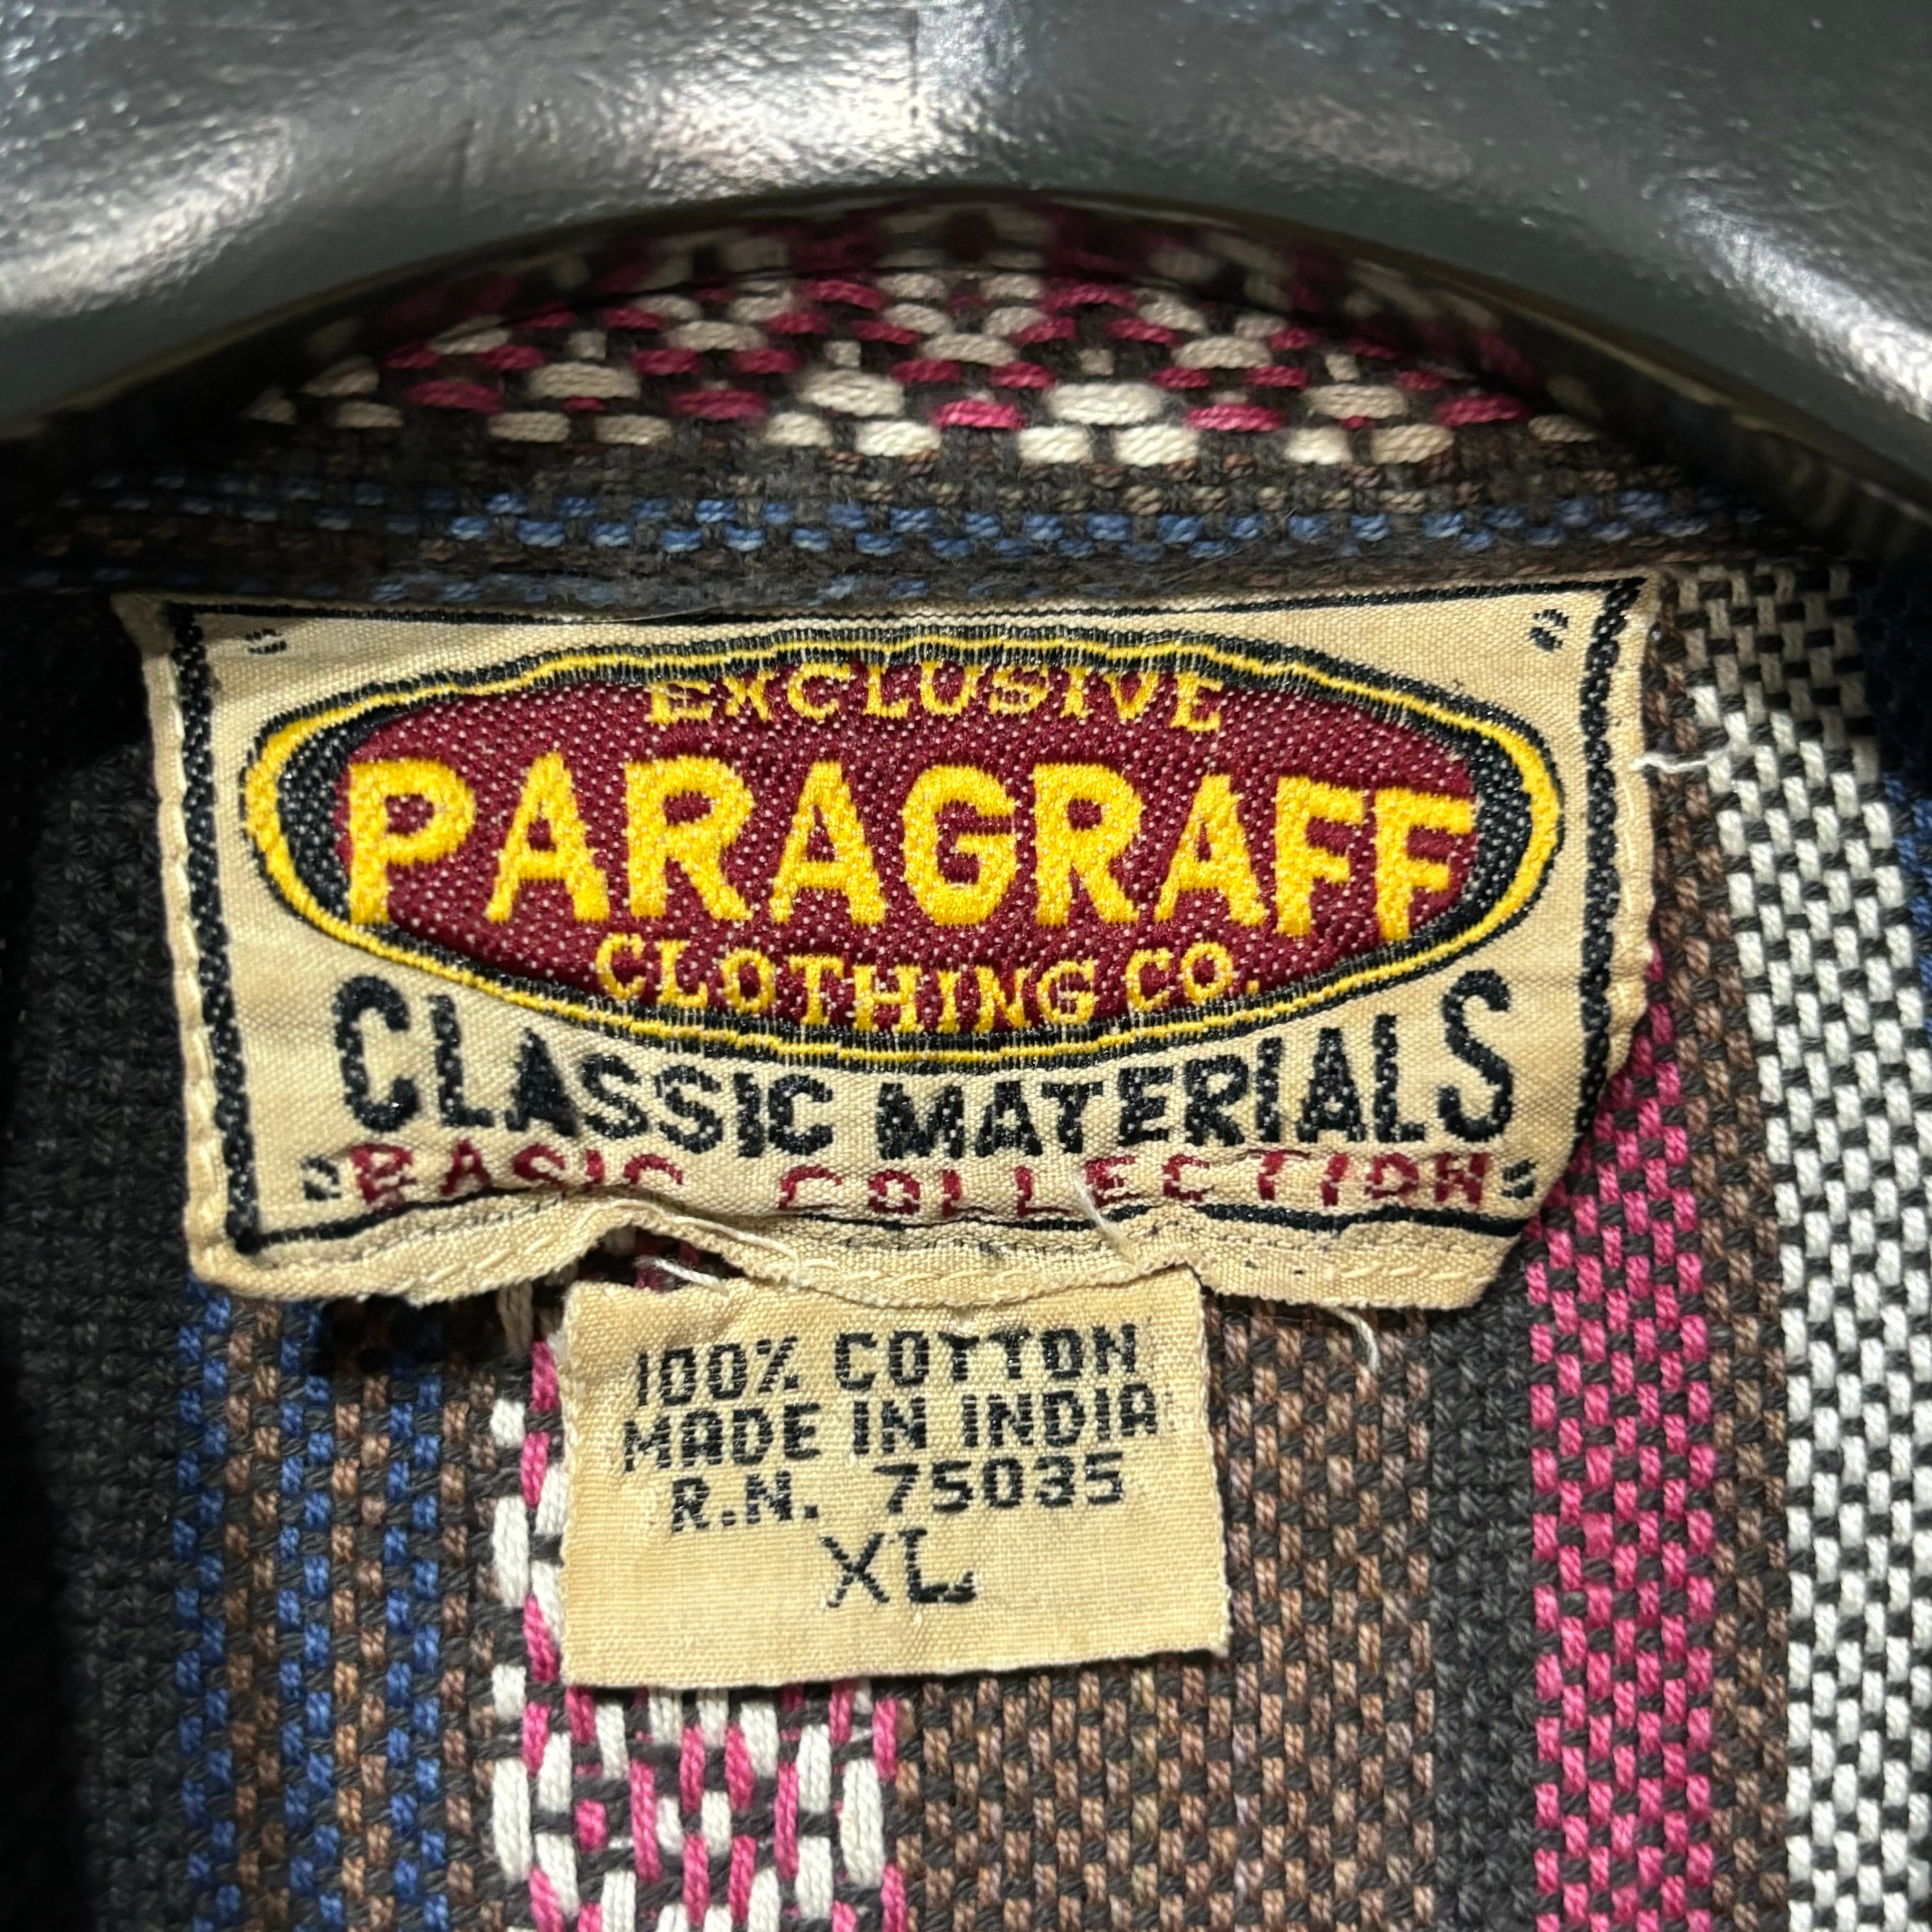 EXCLUSIVE
PARAGRAFF
CLOTHING CO.
CLASSIC MATERIALS
BASIC COLLECTION
100% COTTON
MADE IN INDIA
R.N. 75035
XL